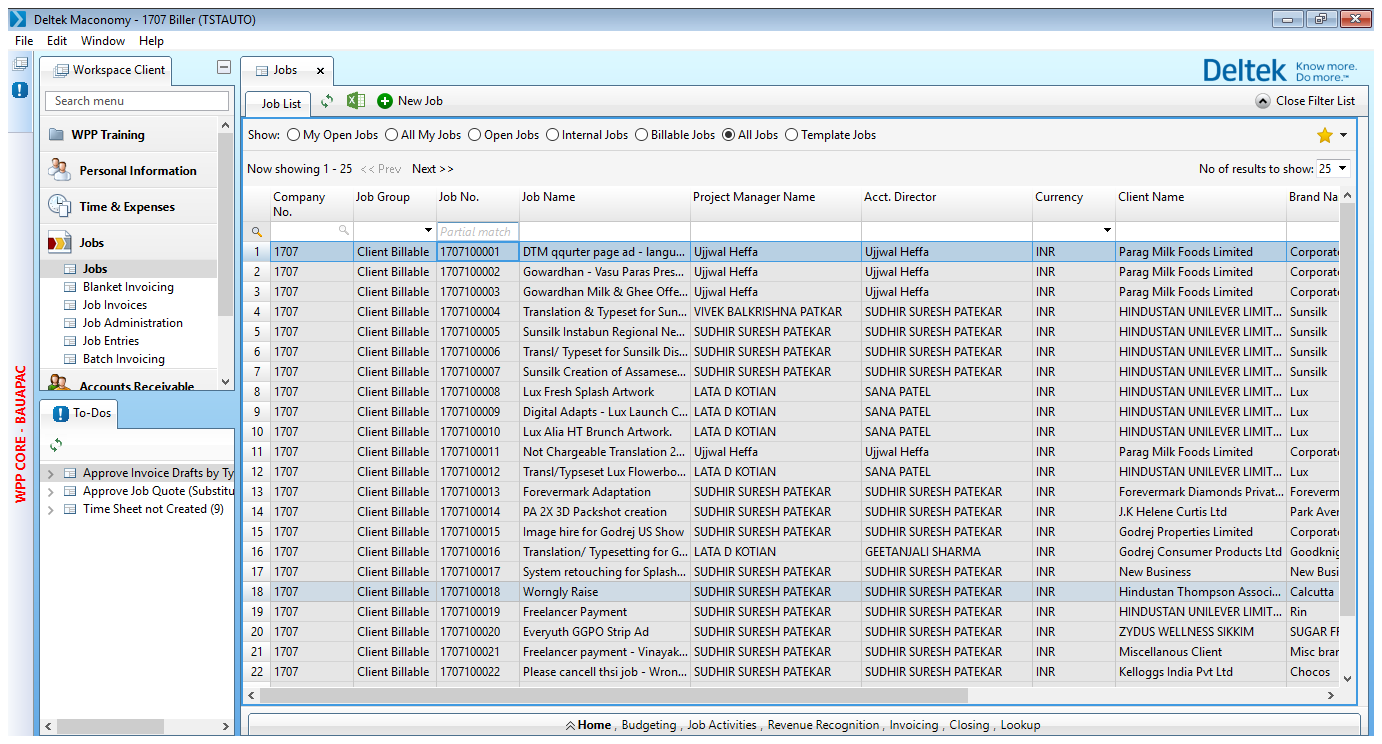 Deltek Maconomy - 1707 Biller (TSTAUTO)
File Edit Window Help
Workspace Client
Search menu
WPP Training
Personal Information
Time & Expenses
Jobs
Jobs
Blanket Invoicing
Job Invoices
Job Administration
Job Entries
Batch Invoicing
Accounts Receivable
To-Dos
Approve Invoice Drafts by Ty
Approve Job Quote (Substitu
Time Sheet not Created (9)
WPP CORE - BAUAPAC
Jobs
Deltek Know more. Do more.™
Job List New Job Close Filter List
Show: My Open Jobs All My Jobs Open Jobs Internal Jobs Billable Jobs All Jobs Template Jobs
Now showing 1 - 25 << Prev Next >> No of results to show: 25
Company No. Job Group Job No. Job Name Project Manager Name Acct. Director Currency Client Name Brand Na
Partial match
1 1707 Client Billable 1707100001 DTM qqurter page ad - langu... Ujjwal Heffa Ujjwal Heffa INR Parag Milk Foods Limited Corporate
2 1707 Client Billable 1707100002 Gowardhan - Vasu Paras Pres... Ujjwal Heffa Ujjwal Heffa INR Parag Milk Foods Limited Corporate
3 1707 Client Billable 1707100003 Gowardhan Milk & Ghee Offe... Ujjwal Heffa Ujjwal Heffa INR Parag Milk Foods Limited Corporate
4 1707 Client Billable 1707100004 Translation & Typeset for Sun... VIVEK BALKRISHNA PATKAR SUDHIR SURESH PATEKAR INR HINDUSTAN UNILEVER LIMIT... Sunsilk
5 1707 Client Billable 1707100005 Sunsilk Instabun Regional Ne... SUDHIR SURESH PATEKAR SUDHIR SURESH PATEKAR INR HINDUSTAN UNILEVER LIMIT... Sunsilk
6 1707 Client Billable 1707100006 Transl/ Typeset for Sunsilk Dis... SUDHIR SURESH PATEKAR SUDHIR SURESH PATEKAR INR HINDUSTAN UNILEVER LIMIT... Sunsilk
7 1707 Client Billable 1707100007 Sunsilk Creation of Assamese... SUDHIR SURESH PATEKAR SUDHIR SURESH PATEKAR INR HINDUSTAN UNILEVER LIMIT... Sunsilk
8 1707 Client Billable 1707100008 Lux Fresh Splash Artwork LATA D KOTIAN SANA PATEL INR HINDUSTAN UNILEVER LIMIT... Lux
9 1707 Client Billable 1707100009 Digital Adapts - Lux Launch C... LATA D KOTIAN SANA PATEL INR HINDUSTAN UNILEVER LIMIT... Lux
10 1707 Client Billable 1707100010 Lux Alia HT Brunch Artwork. LATA D KOTIAN SANA PATEL INR HINDUSTAN UNILEVER LIMIT... Lux
11 1707 Client Billable 1707100011 Not Chargeable Translation 2... Ujjwal Heffa Ujjwal Heffa INR Parag Milk Foods Limited Corporate
12 1707 Client Billable 1707100012 Transl/Typseset Lux Flowerbo... LATA D KOTIAN SANA PATEL INR HINDUSTAN UNILEVER LIMIT... Lux
13 1707 Client Billable 1707100013 Forevermark Adaptation SUDHIR SURESH PATEKAR SUDHIR SURESH PATEKAR INR Forevermark Diamonds Privat... Foreverm
14 1707 Client Billable 1707100014 PA 2X 3D Packshot creation SUDHIR SURESH PATEKAR SUDHIR SURESH PATEKAR INR J.K Helene Curtis Ltd Park Aver
15 1707 Client Billable 1707100015 Image hire for Godrej US Show SUDHIR SURESH PATEKAR SUDHIR SURESH PATEKAR INR Godrej Properties Limited Corporate
16 1707 Client Billable 1707100016 Translation/ Typesetting for G... LATA D KOTIAN GEETANJALI SHARMA INR Godrej Consumer Products Ltd Goodknig
17 1707 Client Billable 1707100017 System retouching for Splash... SUDHIR SURESH PATEKAR SUDHIR SURESH PATEKAR INR New Business New Busi
18 1707 Client Billable 1707100018 Worngly Raise SUDHIR SURESH PATEKAR SUDHIR SURESH PATEKAR INR Hindustan Thompson Associ... Calcutta
19 1707 Client Billable 1707100019 Freelancer Payment SUDHIR SURESH PATEKAR SUDHIR SURESH PATEKAR INR HINDUSTAN UNILEVER LIMIT... Rin
20 1707 Client Billable 1707100020 Everyuth GGPO Strip Ad SUDHIR SURESH PATEKAR SUDHIR SURESH PATEKAR INR ZYDUS WELLNESS SIKKIM SUGAR FR
21 1707 Client Billable 1707100021 Freelancer payment - Vinayak... SUDHIR SURESH PATEKAR SUDHIR SURESH PATEKAR INR Miscellanous Client Misc bran
22 1707 Client Billable 1707100022 Please cancell thsi job - Wron... SUDHIR SURESH PATEKAR SUDHIR SURESH PATEKAR INR Kelloggs India Pvt Ltd Chocos
Home , Budgeting , Job Activities , Revenue Recognition , Invoicing , Closing , Lookup